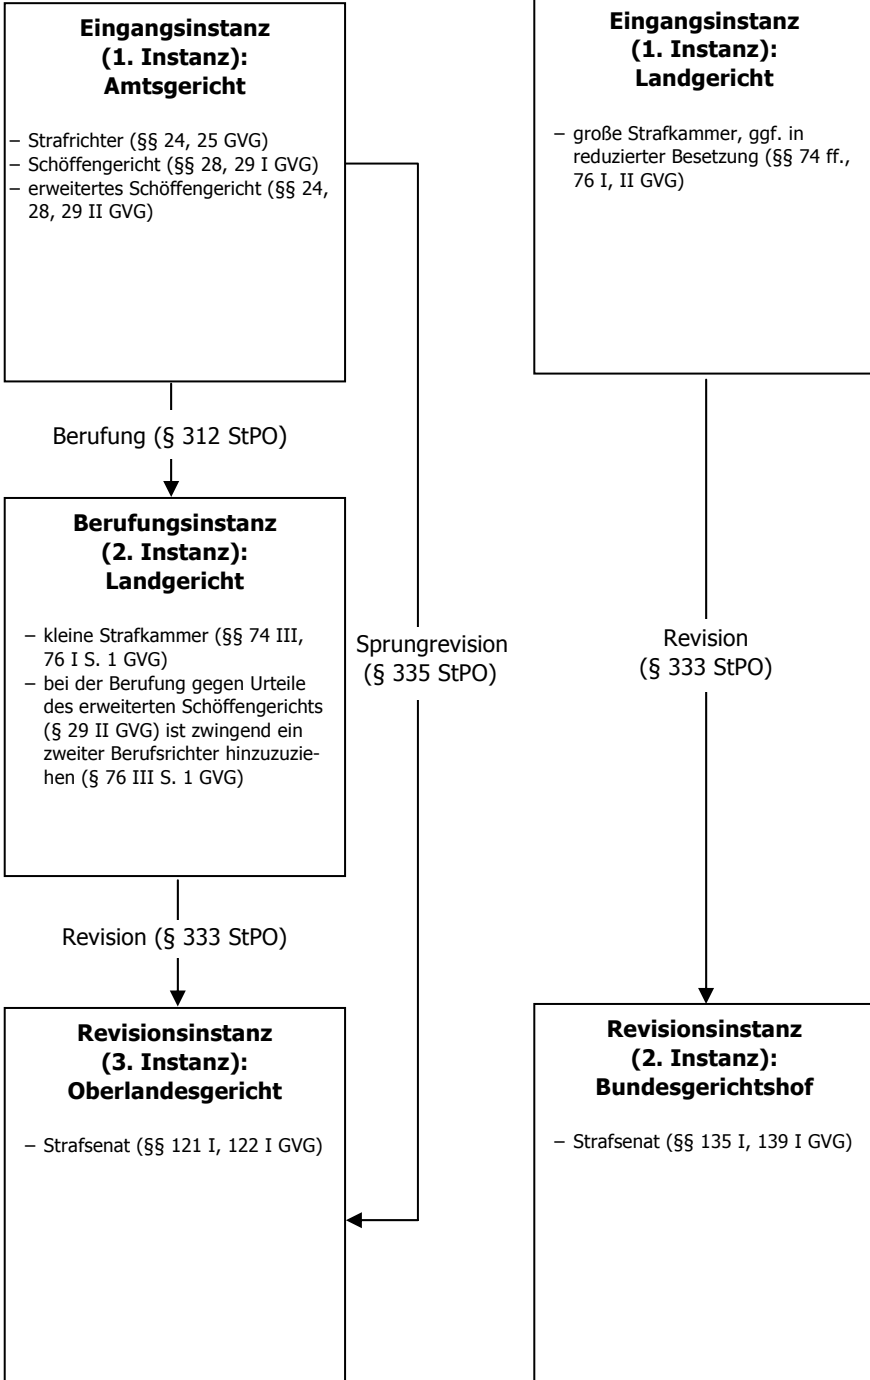 Eingangsinstanz
(1. Instanz):
Amtsgericht
– Strafrichter (§§ 24, 25 GVG)
– Schöffengericht (§§ 28, 29 I GVG)
– erweitertes Schöffengericht (§§ 24,
28, 29 II GVG)
Eingangsinstanz
(1. Instanz):
Landgericht
– große Strafkammer, ggf. in
reduzierter Besetzung (§§ 74 ff.,
76 I, II GVG)
Berufung (§ 312 StPO)
Berufungsinstanz
(2. Instanz):
Landgericht
– kleine Strafkammer (§§ 74 III,
76 I S. 1 GVG)
– bei der Berufung gegen Urteile
des erweiterten Schöffengerichts
(§ 29 II GVG) ist zwingend ein
zweiter Berufsrichter hinzuzuzie-
hen (§ 76 III S. 1 GVG)
Sprungrevision
(§ 335 StPO)
Revision
(§ 333 StPO)
Revision (§ 333 StPO)
Revisionsinstanz
(3. Instanz):
Oberlandesgericht
– Strafsenat (§§ 121 I, 122 I GVG)
Revisionsinstanz
(2. Instanz):
Bundesgerichtshof
– Strafsenat (§§ 135 I, 139 I GVG)